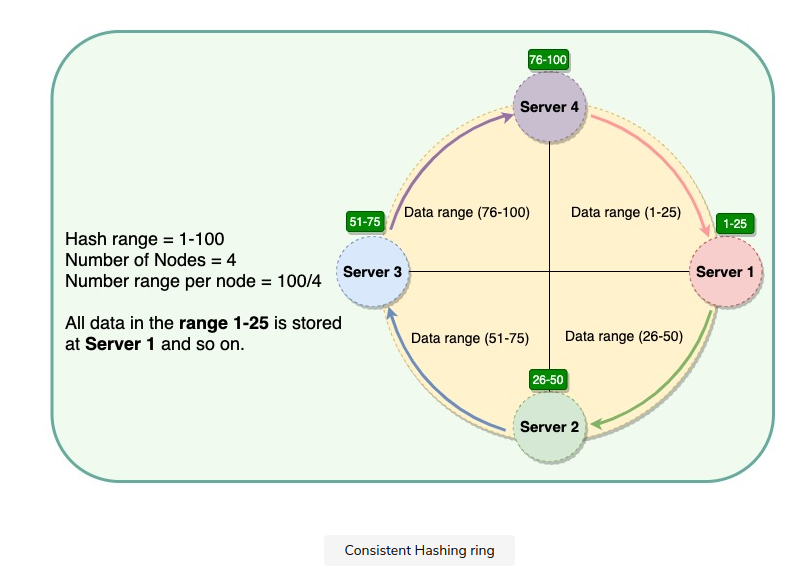 76-100
Server 4
51-75
Data range (76-100)
Data range (1-25)
1-25
Hash range = 1-100
Number of Nodes = 4
Number range per node = 100/4
Server 3
Server 1
All data in the range 1-25 is stored
at Server 1 and so on.
Data range (51-75)
Data range (26-50)
26-50
Server 2
Consistent Hashing ring